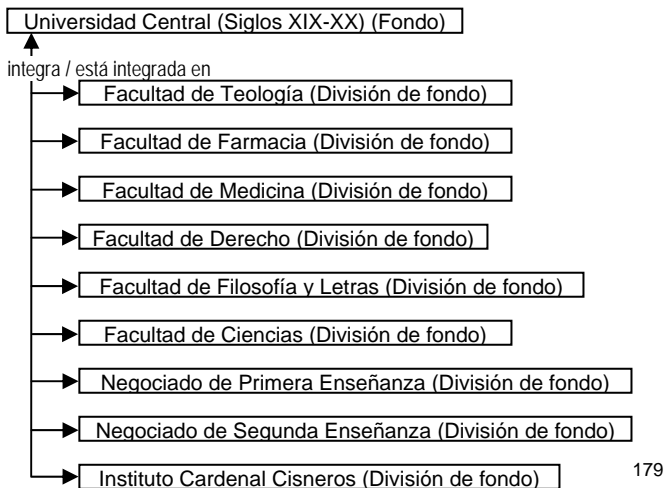 Universidad Central (Siglos XIX-XX) (Fondo)
integra / está integrada en
Facultad de Teología (División de fondo)
Facultad de Farmacia (División de fondo)
Facultad de Medicina (División de fondo)
Facultad de Derecho (División de fondo)
Facultad de Filosofía y Letras (División de fondo)
Facultad de Ciencias (División de fondo)
Negociado de Primera Enseñanza (División de fondo)
Negociado de Segunda Enseñanza (División de fondo)
Instituto Cardenal Cisneros (División de fondo)
179